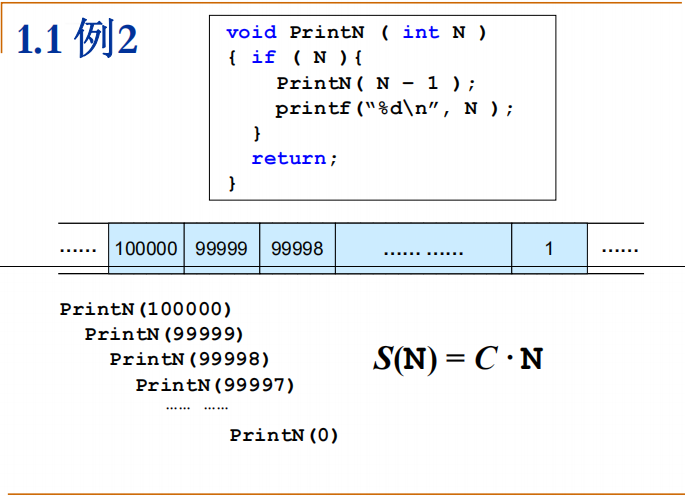 1.1 例2
void PrintN ( int N )
{ if ( N ){
PrintN( N – 1 );
printf(“%d\n”, N );
}
return;
}
…… 100000 99999 99998 …… …… 1 ……
PrintN(100000)
PrintN(99999)
PrintN(99998)
PrintN(99997)
…… ……
PrintN(0)
S(N) = C · N